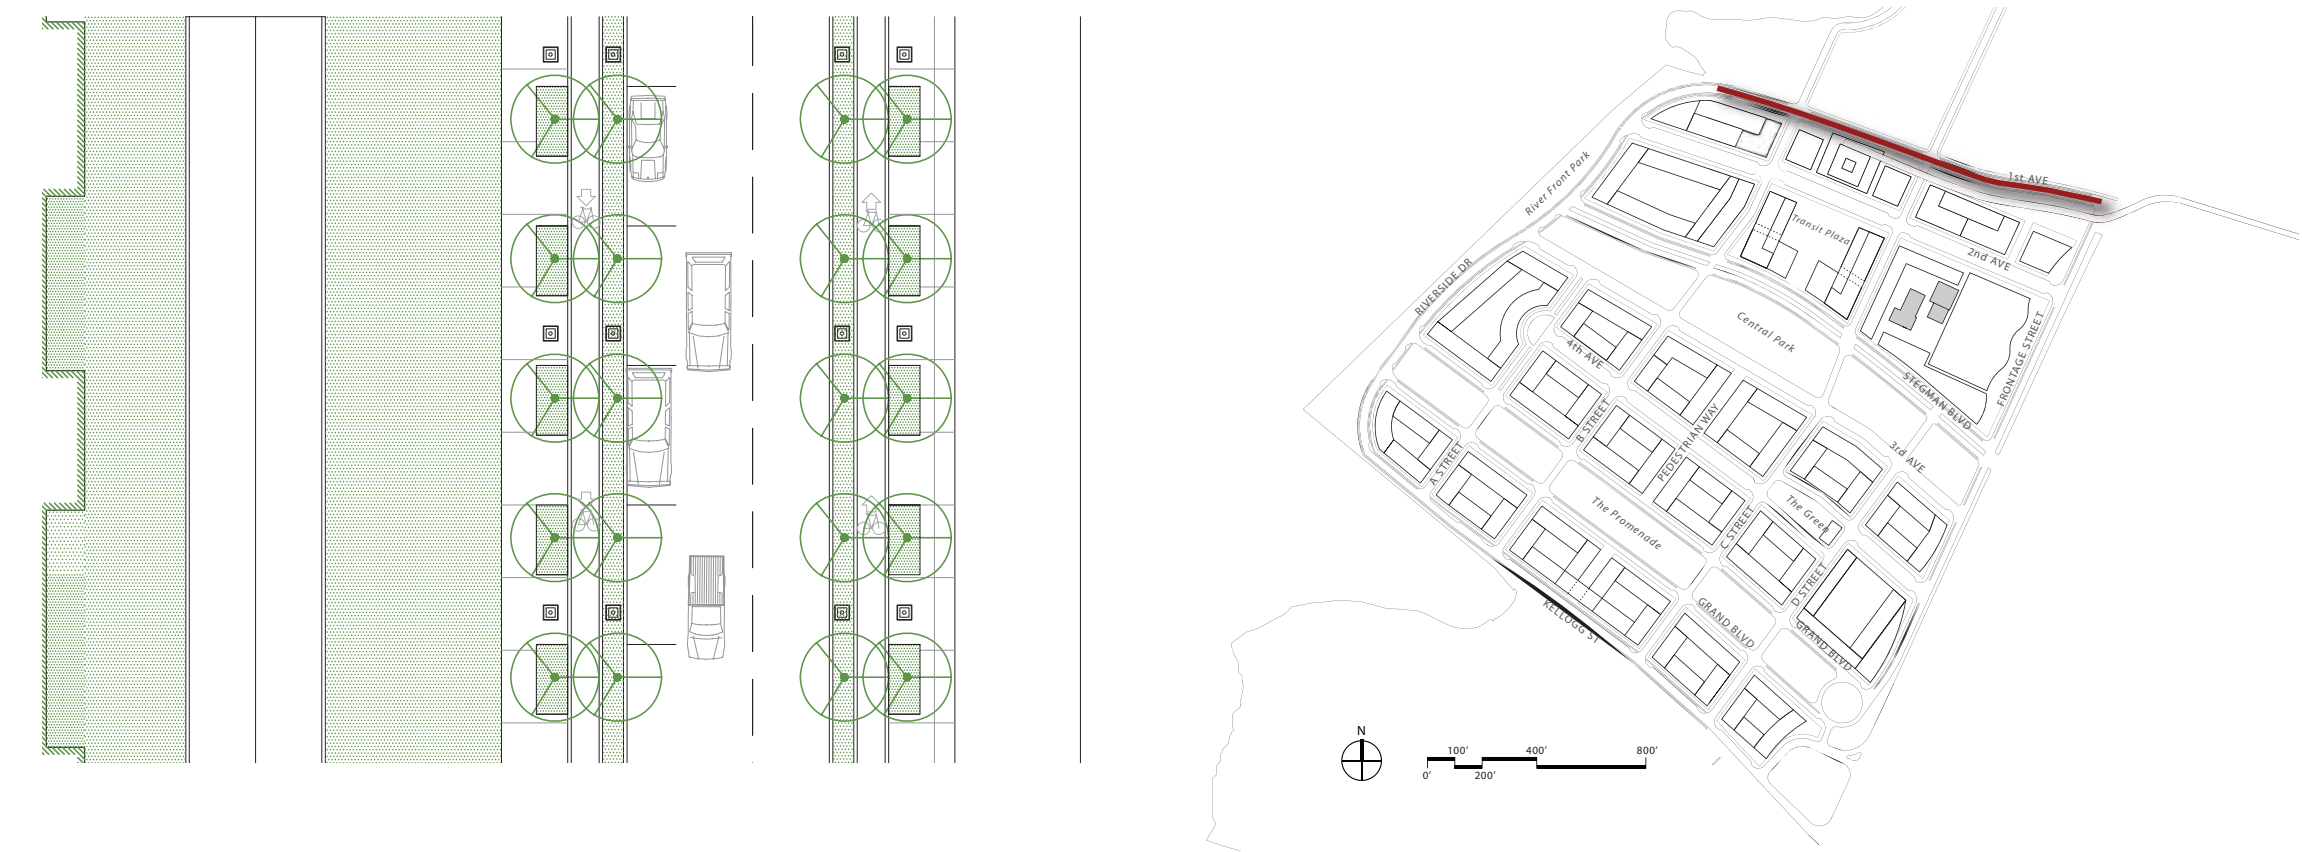 1st AVE
River Front Park
Transit Plaza
2nd AVE
RIVERSIDE DR
Central Park
FRONTAGE STREET
4th AVE
STEGMAN BLVD
B STREET
PEDESTRIAN WAY
3rd AVE
A STREET
The Promenade
The Green
C STREET
D STREET
KELLOGG ST
GRAND BLVD
GRAND BLVD
N
100' 400' 800'
0' 200'